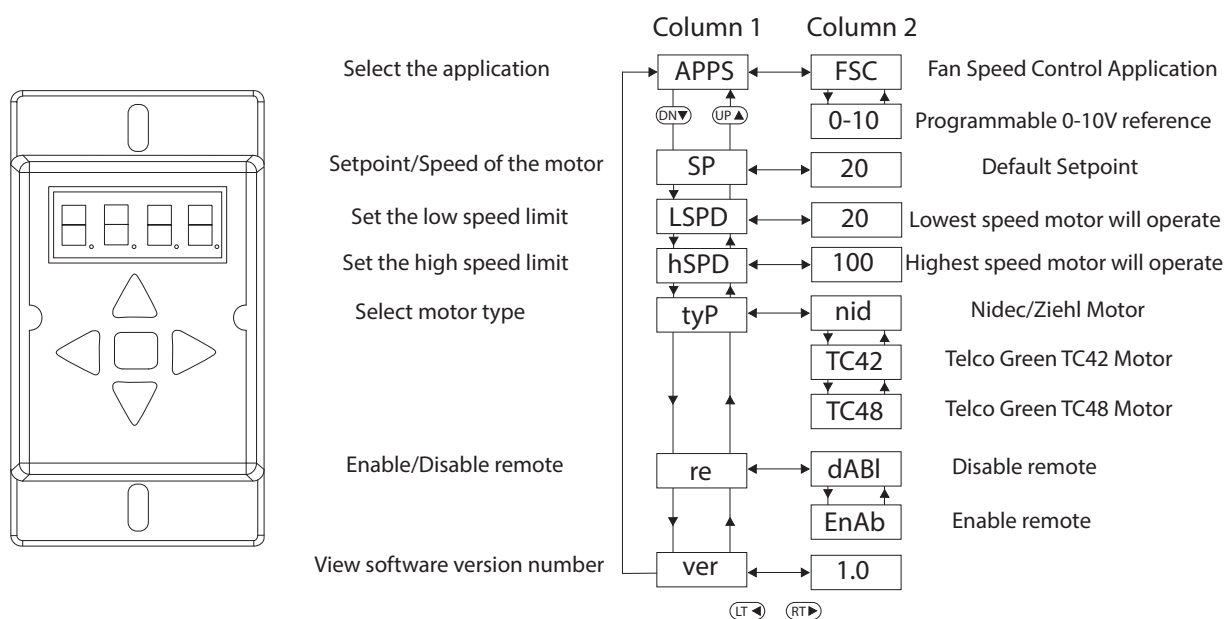 Column 1 Column 2
Select the application APPS FSC Fan Speed Control Application
DN▼ UP▲
0-10 Programmable 0-10V reference
Setpoint/Speed of the motor SP 20 Default Setpoint
Set the low speed limit LSPD 20 Lowest speed motor will operate
Set the high speed limit hSPD 100 Highest speed motor will operate
Select motor type tyP nid Nidec/Ziehl Motor
TC42 Telco Green TC42 Motor
TC48 Telco Green TC48 Motor
Enable/Disable remote re dABl Disable remote
EnAb Enable remote
View software version number ver 1.0
LT◀ RT▶